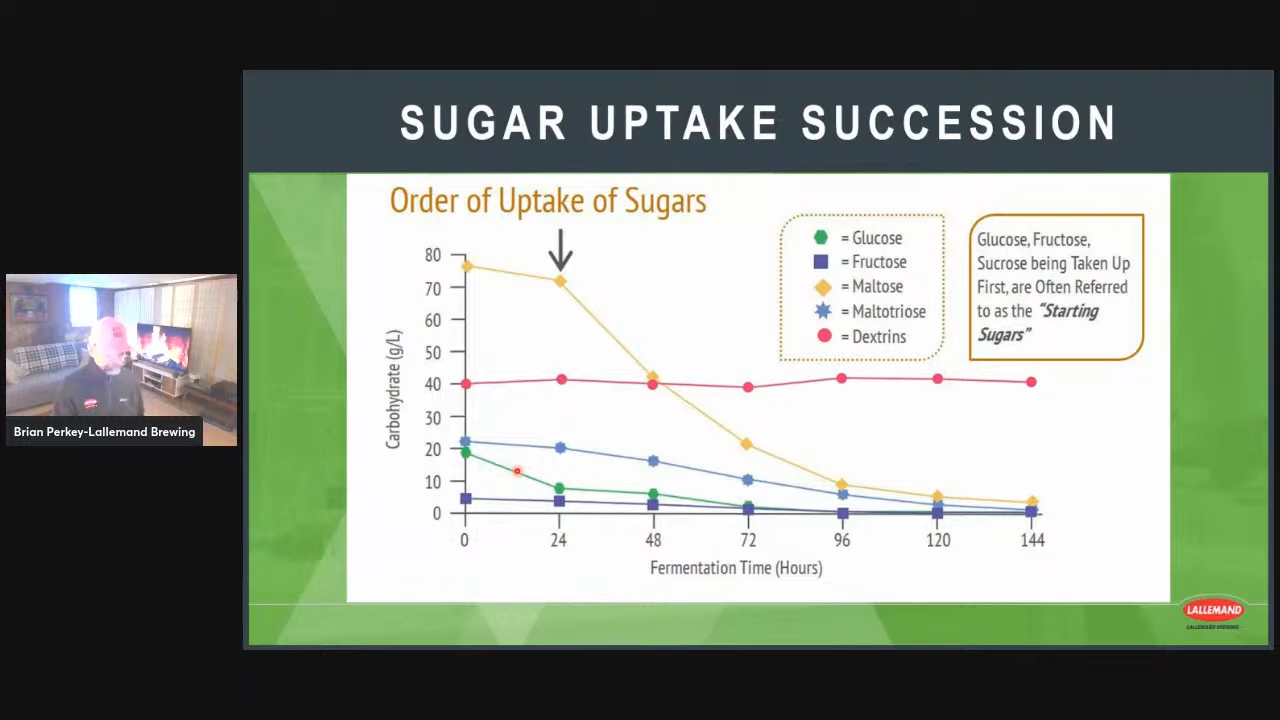 SUGAR UPTAKE SUCCESSION
Order of Uptake of Sugars
= Glucose
= Fructose
= Maltose
= Maltotriose
= Dextrins
Glucose, Fructose,
Sucrose being Taken Up
First, are Often Referred
to as the "Starting
Sugars"
Carbohydrate (g/L)
80
70
60
50
40
30
20
10
0
0 24 48 72 96 120 144
Fermentation Time (Hours)
Brian Perkey-Lallemand Brewing
LALLEMAND
LALLEMAND BREWING